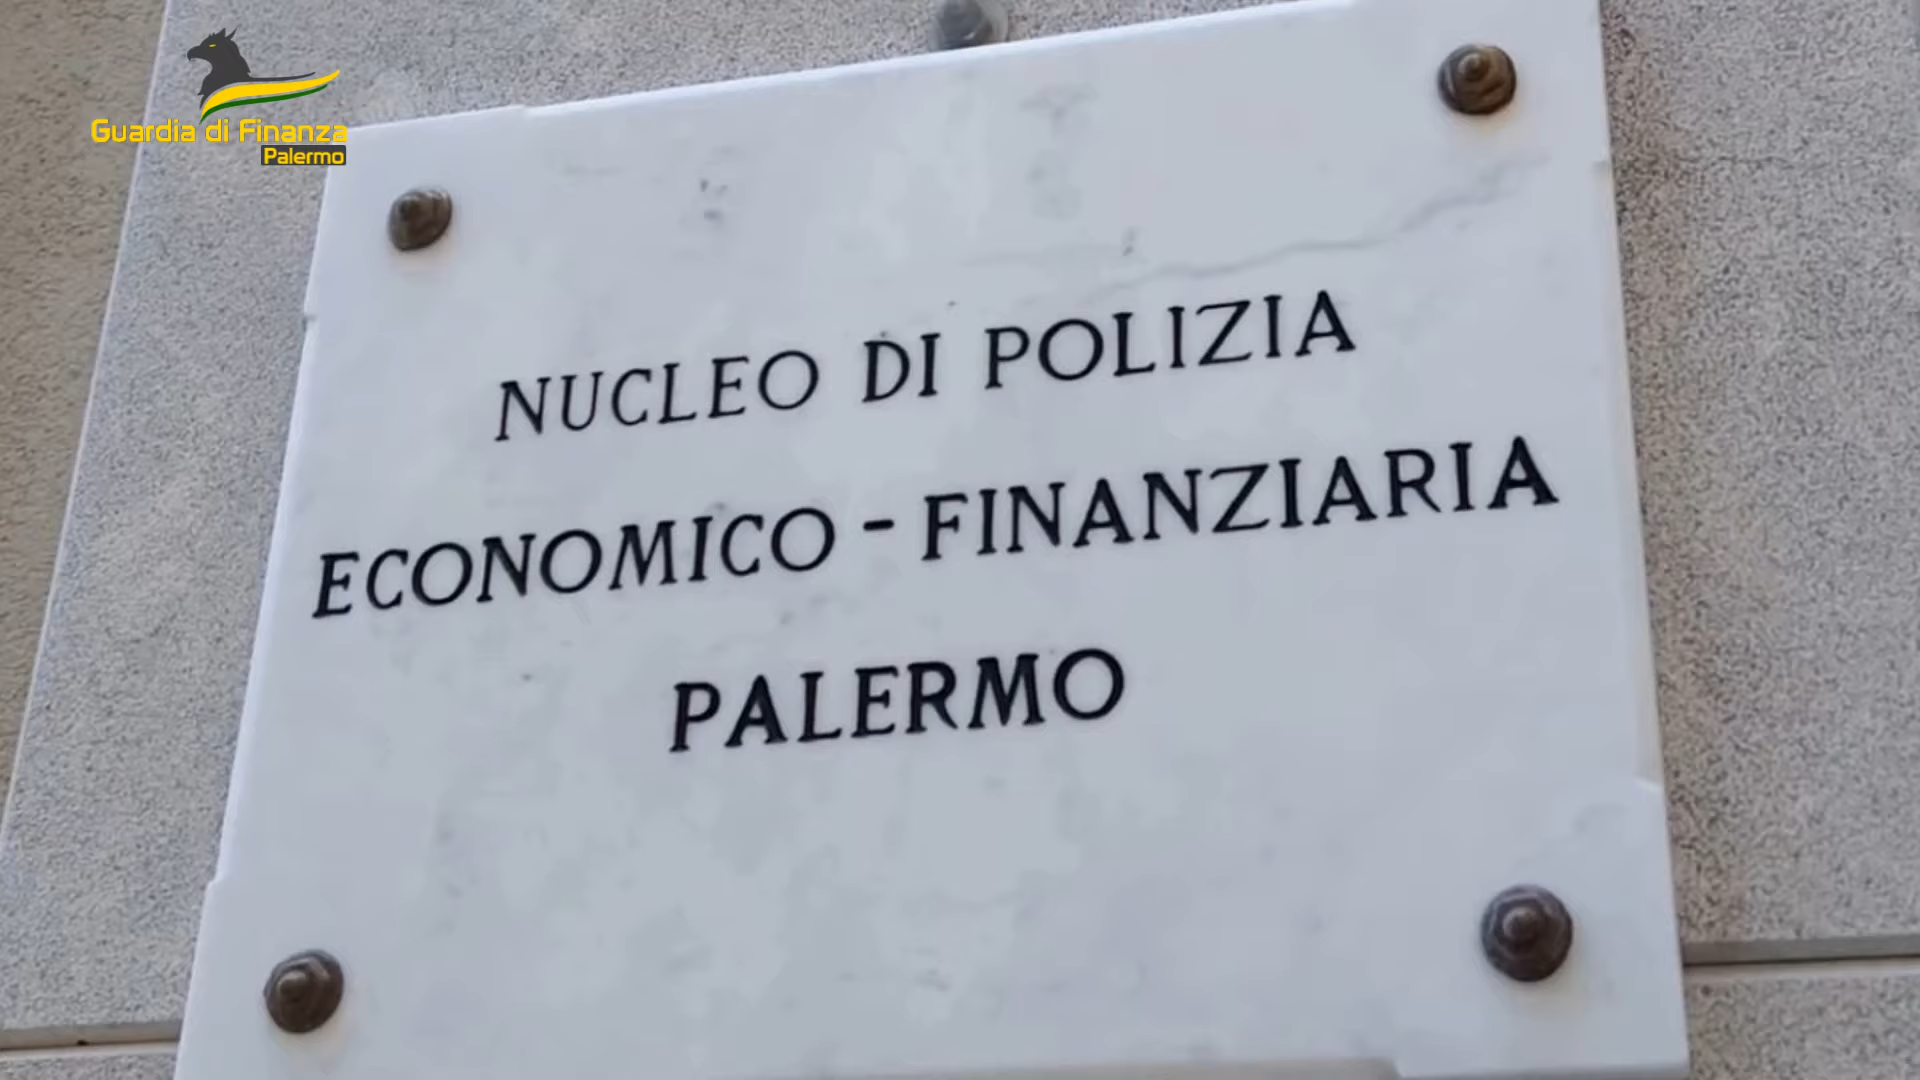 Guardia di Finanza
Palermo
NUCLEO DI POLIZIA
ECONOMICO - FINANZIARIA
PALERMO